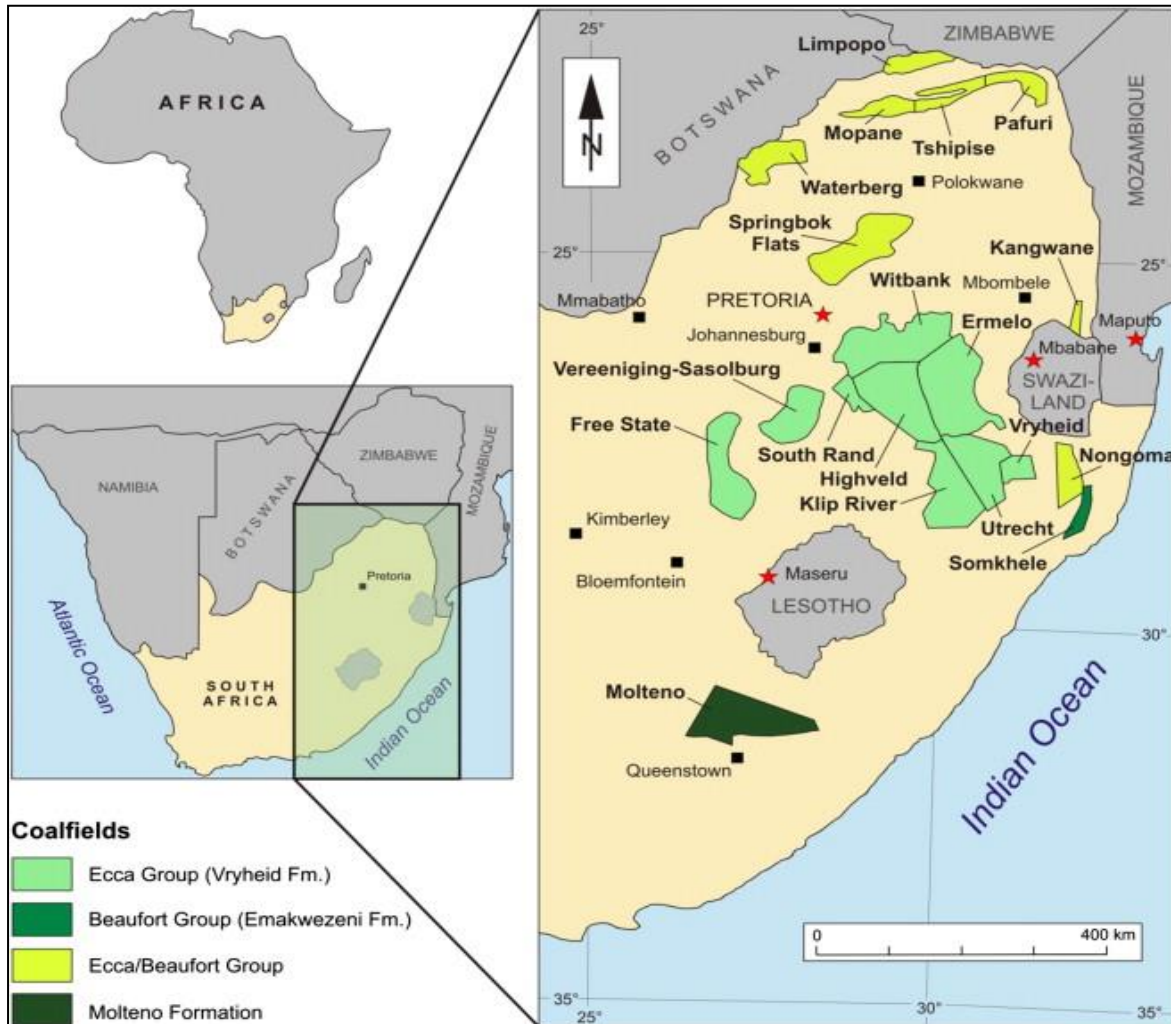 AFRICA
NAMIBIA
BOTSWANA
ZIMBABWE
MOZAMBIQUE
Pretoria
Atlantic Ocean
SOUTH
AFRICA
Indian Ocean
Coalfields
Ecca Group (Vryheid Fm.)
Beaufort Group (Emakwezeni Fm.)
Ecca/Beaufort Group
Molteno Formation
25°
ZIMBABWE
Limpopo
BOTSWANA
MOZAMBIQUE
N
Pafuri
Mopane
Tshipise
Waterberg
Polokwane
Springbok
Flats
25°
25°
Kangwane
Witbank
Mbombele
Mmabatho
PRETORIA
Ermelo
Maputo
Johannesburg
Mbabane
Vereeniging-Sasolburg
SWAZI-
LAND
Free State
Vryheid
South Rand
Nongoma
Highveld
Klip River
Kimberley
Utrecht
Somkhele
Bloemfontein
Maseru
LESOTHO
30°
Molteno
Queenstown
Indian Ocean
0
400 km
25°
30°
35°
35°